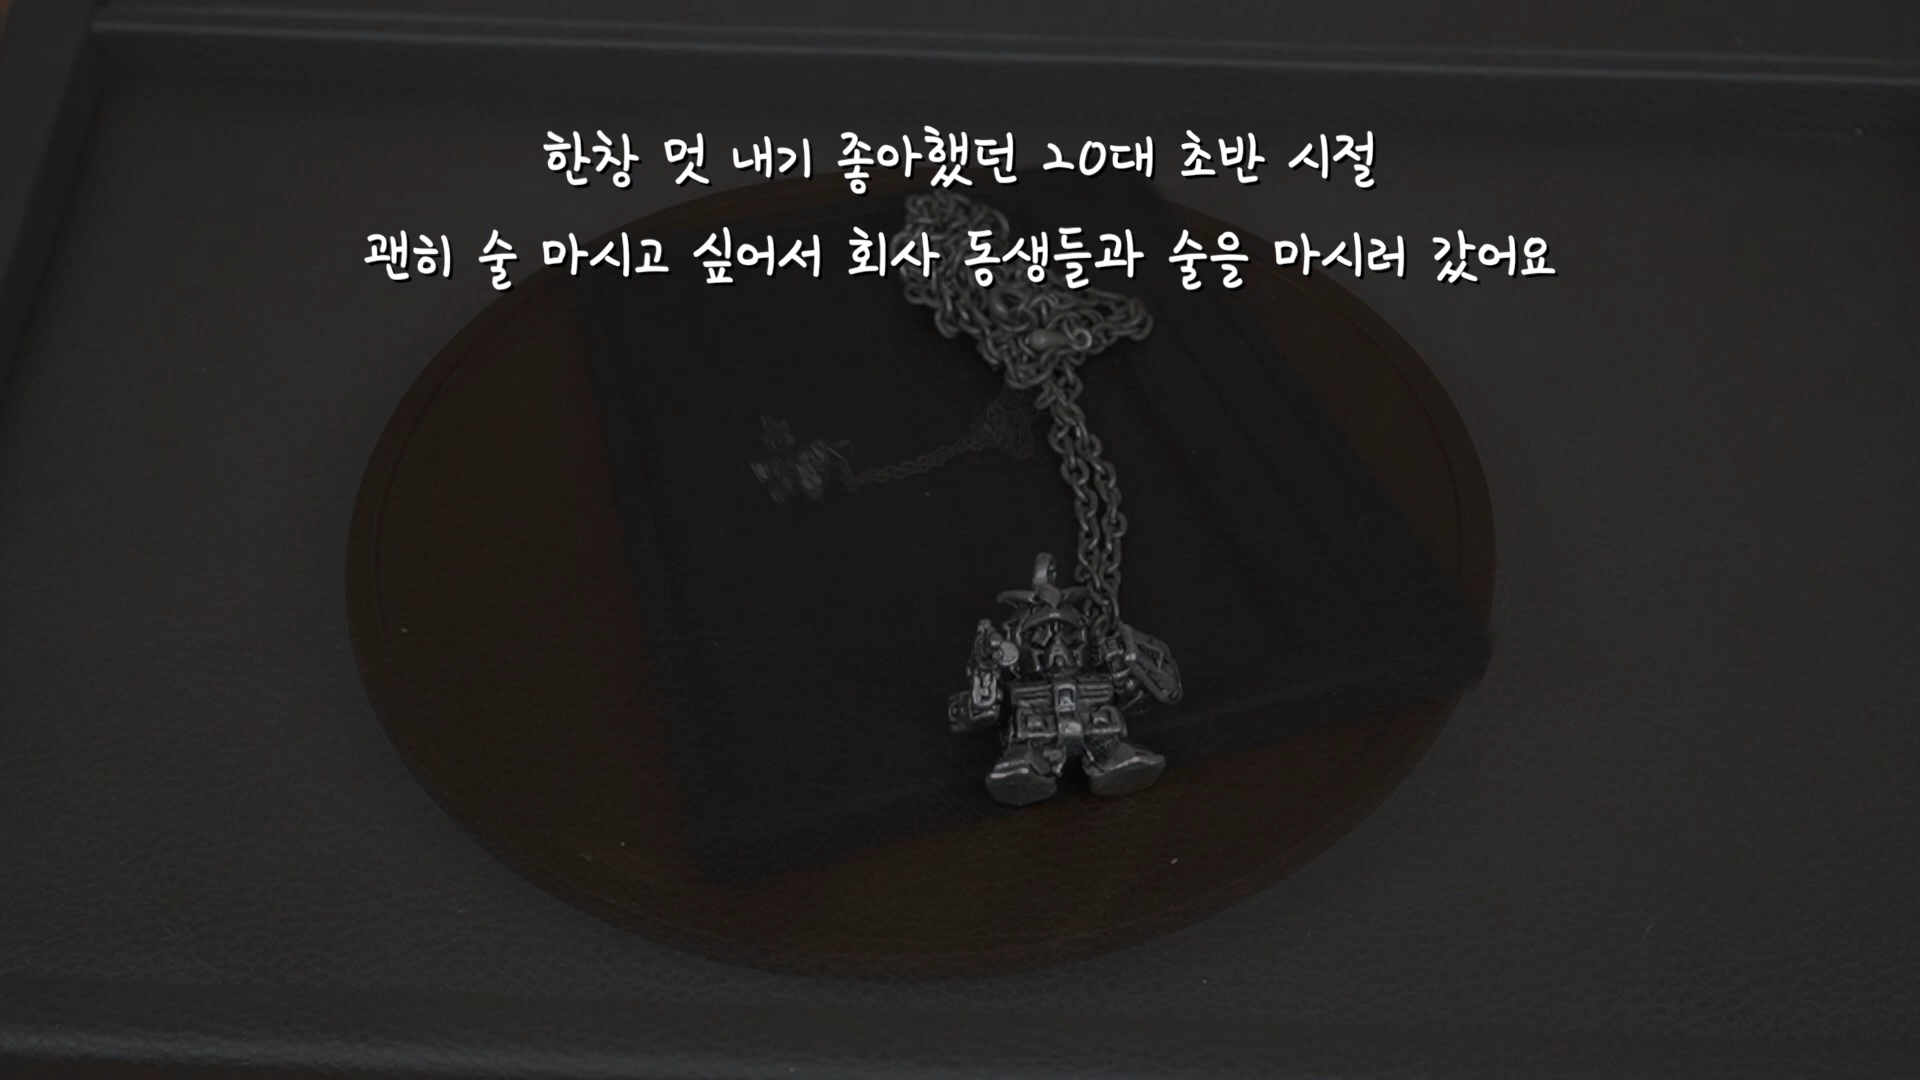 한창 멋 내기 좋아했던 20대 초반 시절
괜히 술 마시고 싶어서 회사 동생들과 술을 마시러 갔어요